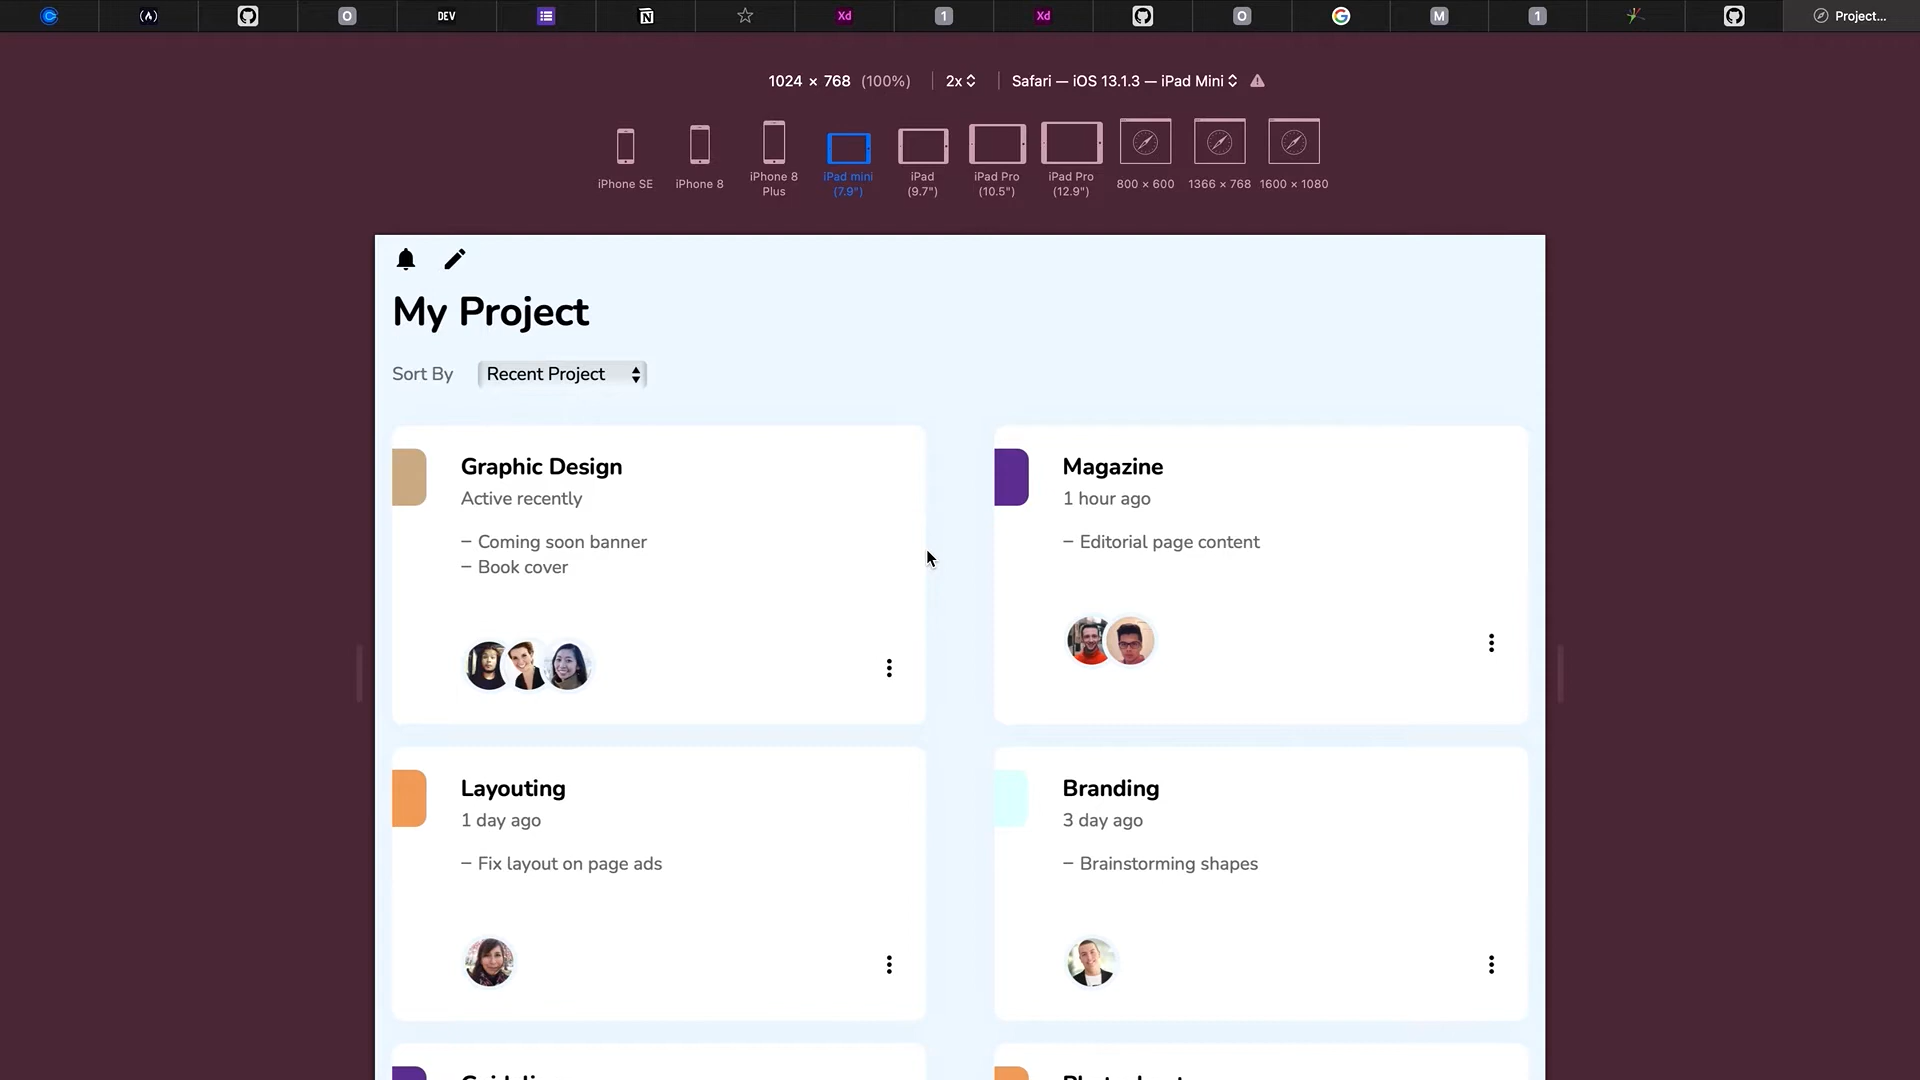 DEV Xd 1 Xd M 1 Project...
1024 × 768 (100%) 2x Safari — iOS 13.1.3 — iPad Mini
iPhone SE iPhone 8 iPhone 8 Plus iPad mini (7.9") iPad (9.7") iPad Pro (10.5") iPad Pro (12.9") 800 × 600 1366 × 768 1600 × 1080
My Project
Sort By Recent Project
Graphic Design
Active recently
– Coming soon banner
– Book cover
Magazine
1 hour ago
– Editorial page content
Layouting
1 day ago
– Fix layout on page ads
Branding
3 day ago
– Brainstorming shapes